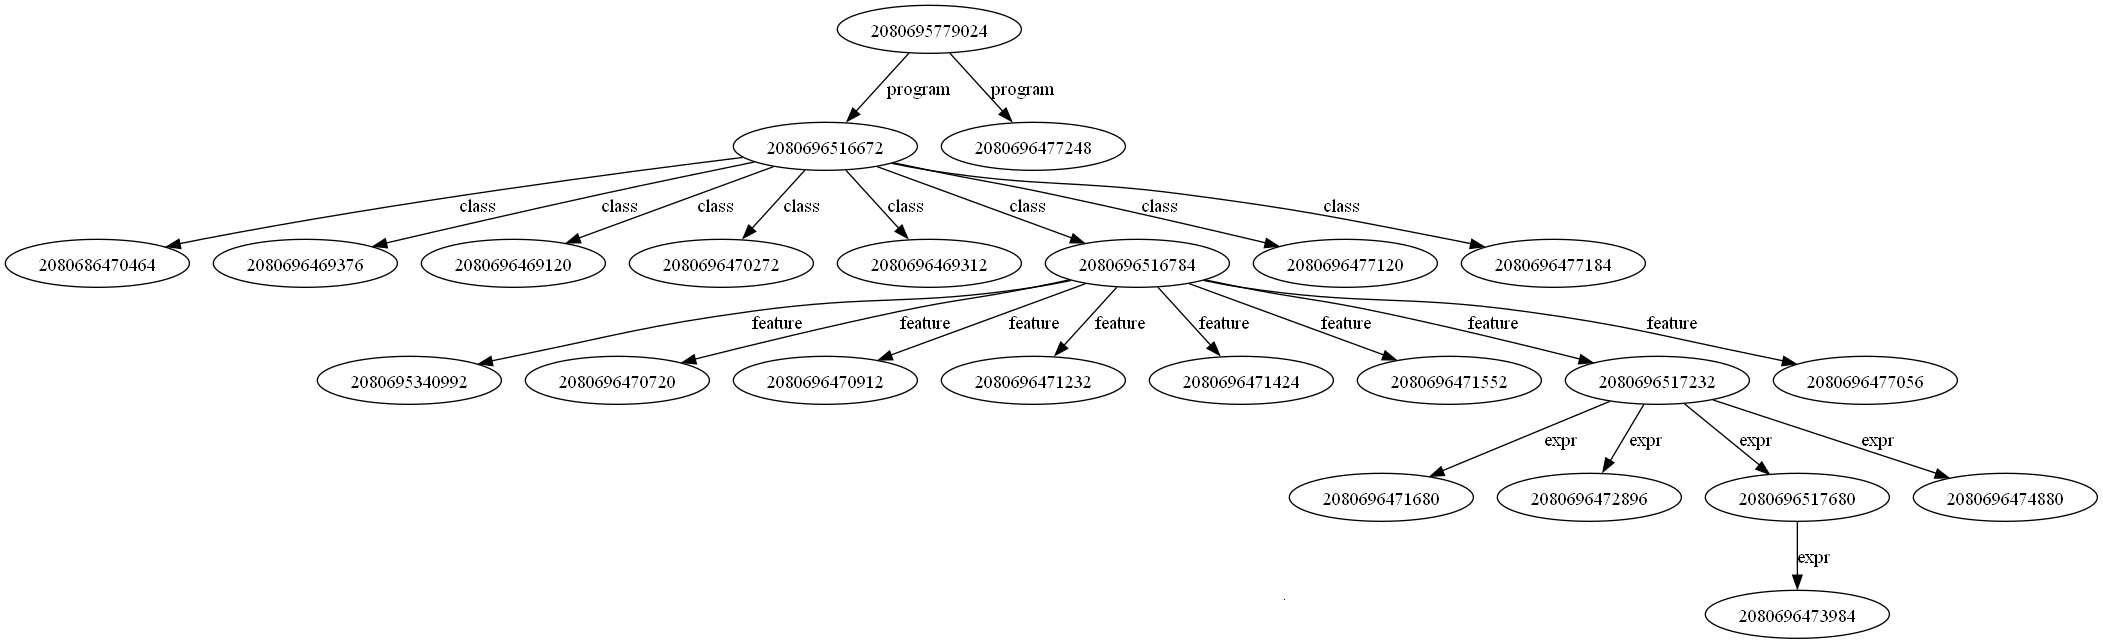 2080695779024
program program
2080696516672 2080696477248
class class class class class class class class
2080686470464 2080696469376 2080696469120 2080696470272 2080696469312 2080696516784 2080696477120 2080696477184
feature feature feature feature feature feature feature feature
2080695340992 2080696470720 2080696470912 2080696471232 2080696471424 2080696471552 2080696517232 2080696477056
expr expr expr expr
2080696471680 2080696472896 2080696517680 2080696474880
expr
2080696473984